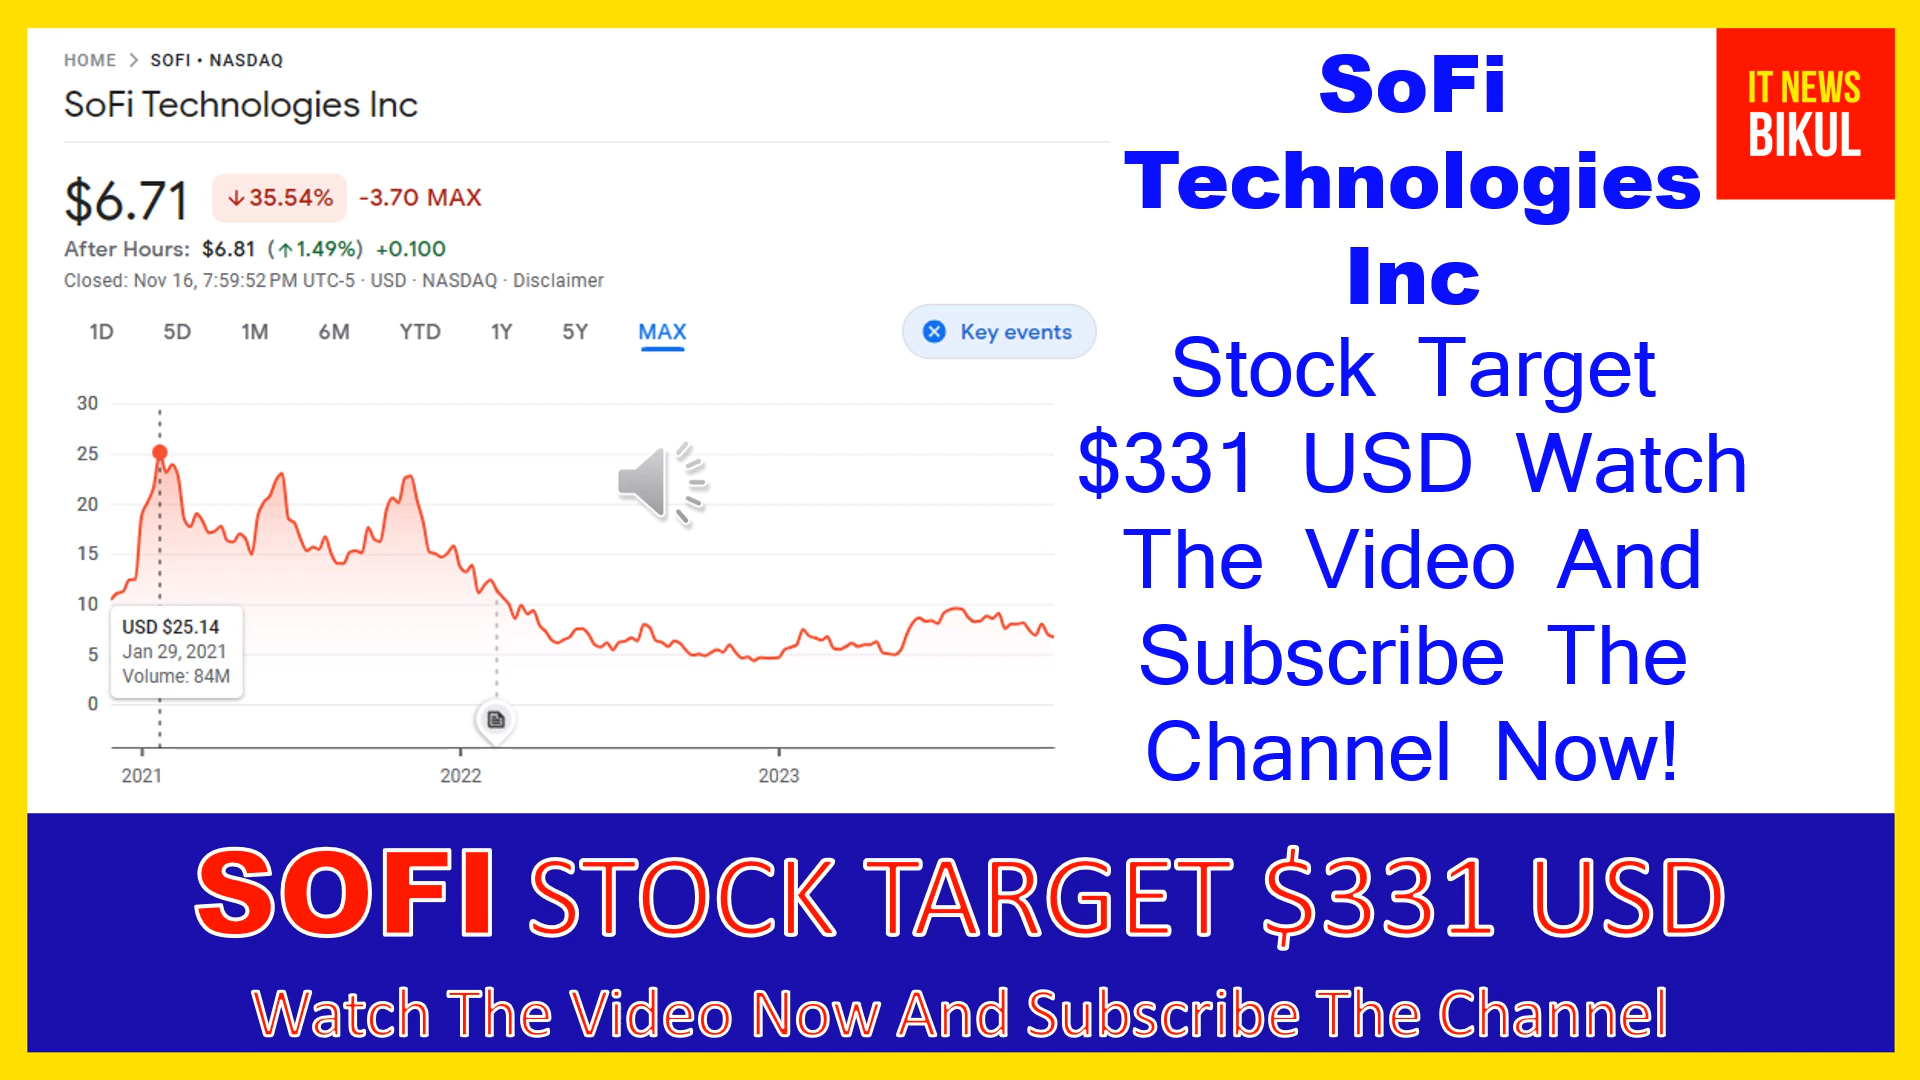 HOME > SOFI • NASDAQ
SoFi Technologies Inc
$6.71 ↓35.54% -3.70 MAX
After Hours: $6.81 (↑1.49%) +0.100
Closed: Nov 16, 7:59:52 PM UTC-5 · USD · NASDAQ · Disclaimer
1D 5D 1M 6M YTD 1Y 5Y MAX
Key events
30
25
20
15
10
5
0
USD $25.14
Jan 29, 2021
Volume: 84M
2021 2022 2023
SoFi
Technologies
Inc
Stock Target
$331 USD Watch
The Video And
Subscribe The
Channel Now!
IT NEWS
BIKUL
SOFI STOCK TARGET $331 USD
Watch The Video Now And Subscribe The Channel